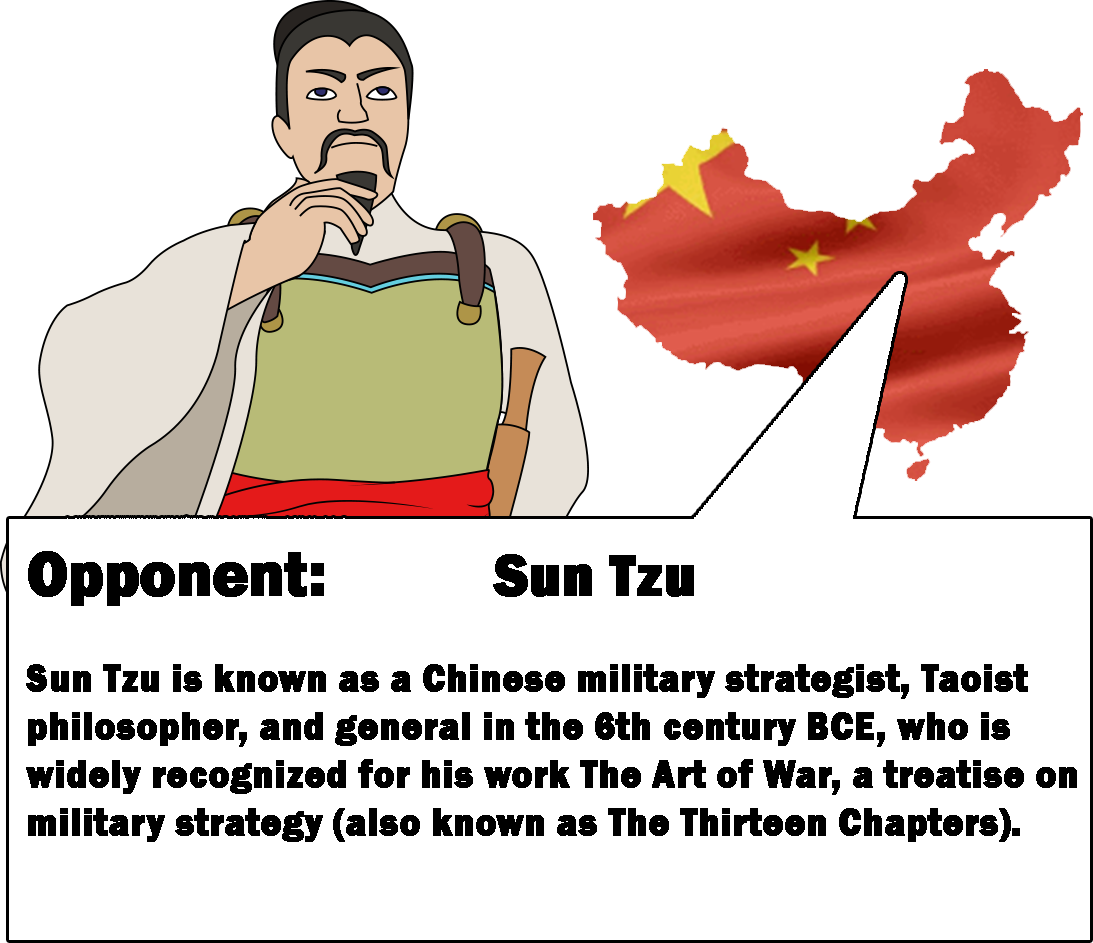 Opponent: Sun Tzu
Sun Tzu is known as a Chinese military strategist, Taoist
philosopher, and general in the 6th century BCE, who is
widely recognized for his work The Art of War, a treatise on
military strategy (also known as The Thirteen Chapters).